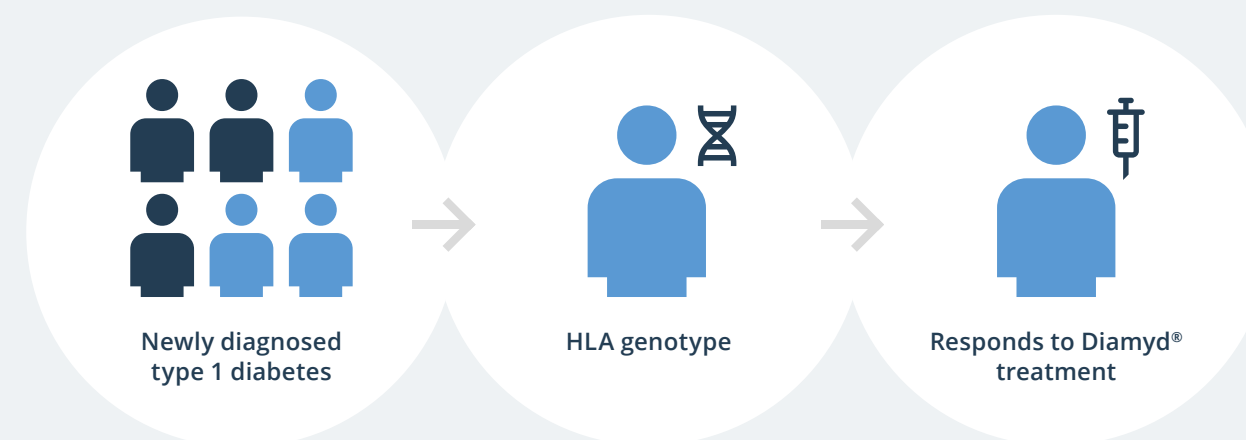 Newly diagnosed
type 1 diabetes
HLA genotype
Responds to Diamyd®
treatment